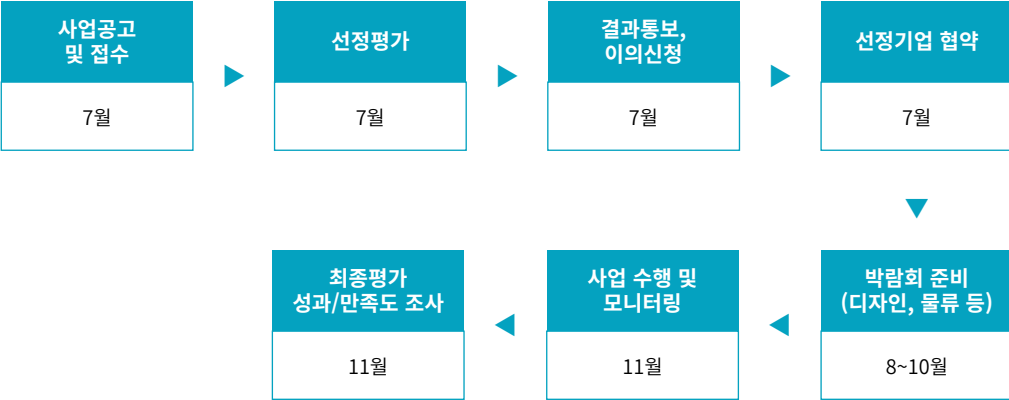 사업공고
및 접수
7월
선정평가
7월
결과통보,
이의신청
7월
선정기업 협약
7월
박람회 준비
(디자인, 물류 등)
8~10월
사업 수행 및
모니터링
11월
최종평가
성과/만족도 조사
11월